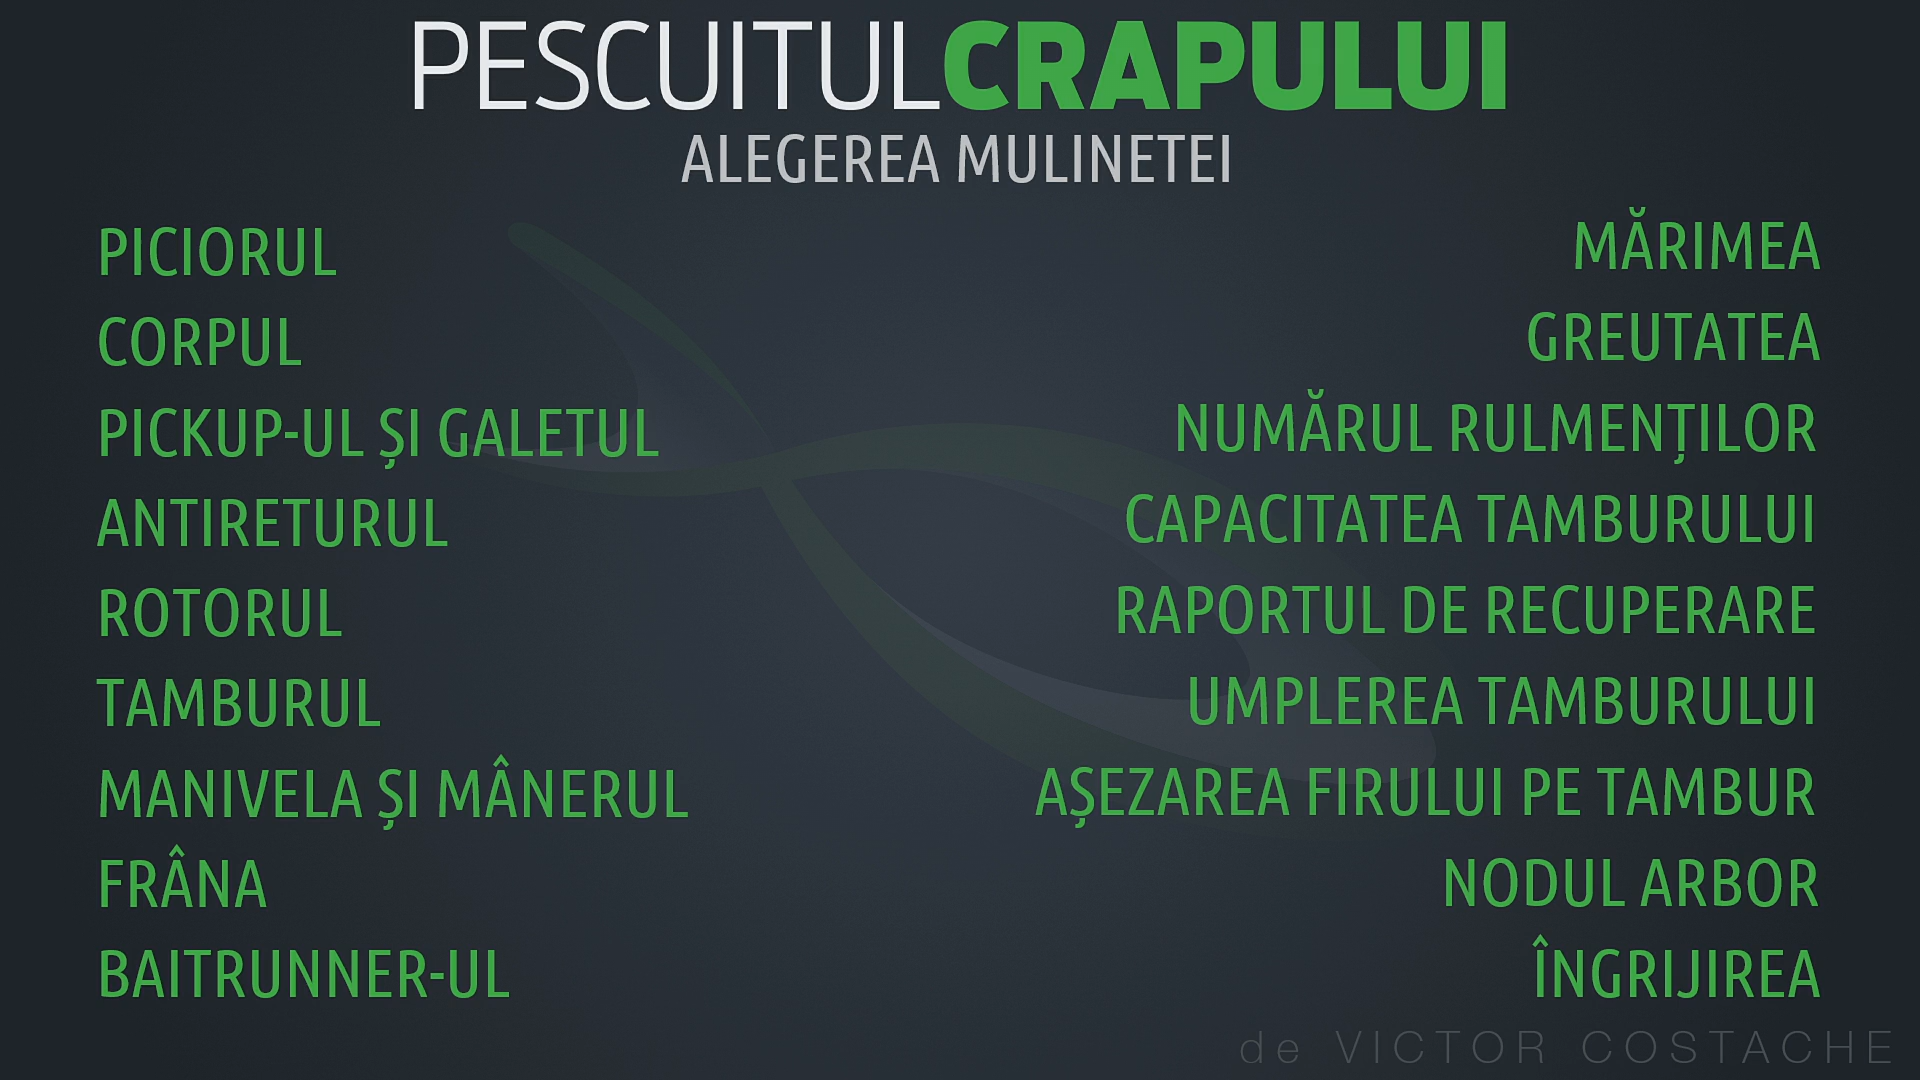 PESCUITULCRAPULUI
ALEGEREA MULINETEI
PICIORUL
CORPUL
PICKUP-UL ȘI GALETUL
ANTIRETURUL
ROTORUL
TAMBURUL
MANIVELA ȘI MÂNERUL
FRÂNA
BAITRUNNER-UL
MĂRIMEA
GREUTATEA
NUMĂRUL RULMENȚILOR
CAPACITATEA TAMBURULUI
RAPORTUL DE RECUPERARE
UMPLEREA TAMBURULUI
AȘEZAREA FIRULUI PE TAMBUR
NODUL ARBOR
ÎNGRIJIREA
de VICTOR COSTACHE